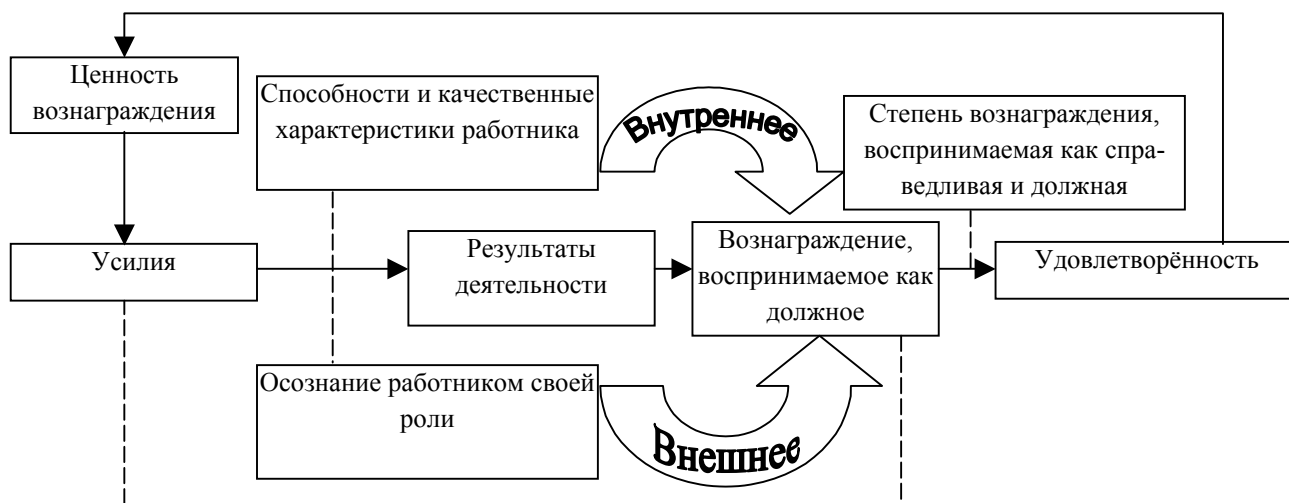 Ценность
вознаграждения
Способности и качественные
характеристики работника
Внутреннее
Степень вознаграждения,
воспринимаемая как спра-
ведливая и должная
Усилия
Результаты
деятельности
Вознаграждение,
воспринимаемое как
должное
Удовлетворённость
Осознание работником своей
роли
Внешнее